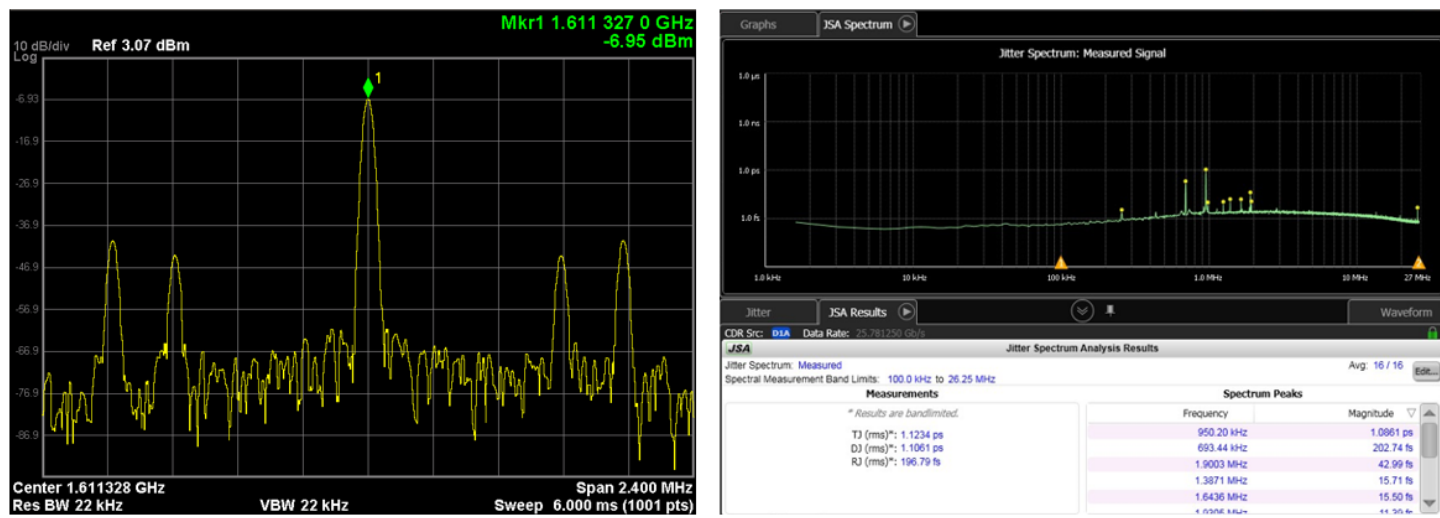 Mkr1 1.611 327 0 GHz
-6.95 dBm
10 dB/div Ref 3.07 dBm
Log
1
-6.93
-16.9
-26.9
-36.9
-46.9
-56.9
-66.9
-76.9
-86.9
Center 1.611328 GHz Span 2.400 MHz
Res BW 22 kHz VBW 22 kHz Sweep 6.000 ms (1001 pts)
Graphs JSA Spectrum
Jitter Spectrum: Measured Signal
1.0 µs
1.0 ns
1.0 ps
1.0 fs
1.0 kHz 10 kHz 100 kHz 1.0 MHz 10 MHz 27 MHz
Jitter JSA Results Waveform
CDR Src: D1A Data Rate: 25.781250 Gb/s
JSA Jitter Spectrum Analysis Results
Jitter Spectrum: Measured Avg: 16 / 16 Edit...
Spectral Measurement Band Limits: 100.0 kHz to 26.25 MHz
Measurements Spectrum Peaks
* Results are bandlimited.
TJ (rms)*: 1.1234 ps
DJ (rms)*: 1.1061 ps
RJ (rms)*: 196.79 fs
Frequency Magnitude
950.20 kHz 1.0861 ps
693.44 kHz 202.74 fs
1.9003 MHz 42.99 fs
1.3871 MHz 15.71 fs
1.6436 MHz 15.50 fs
1.9305 MHz 11.39 fs